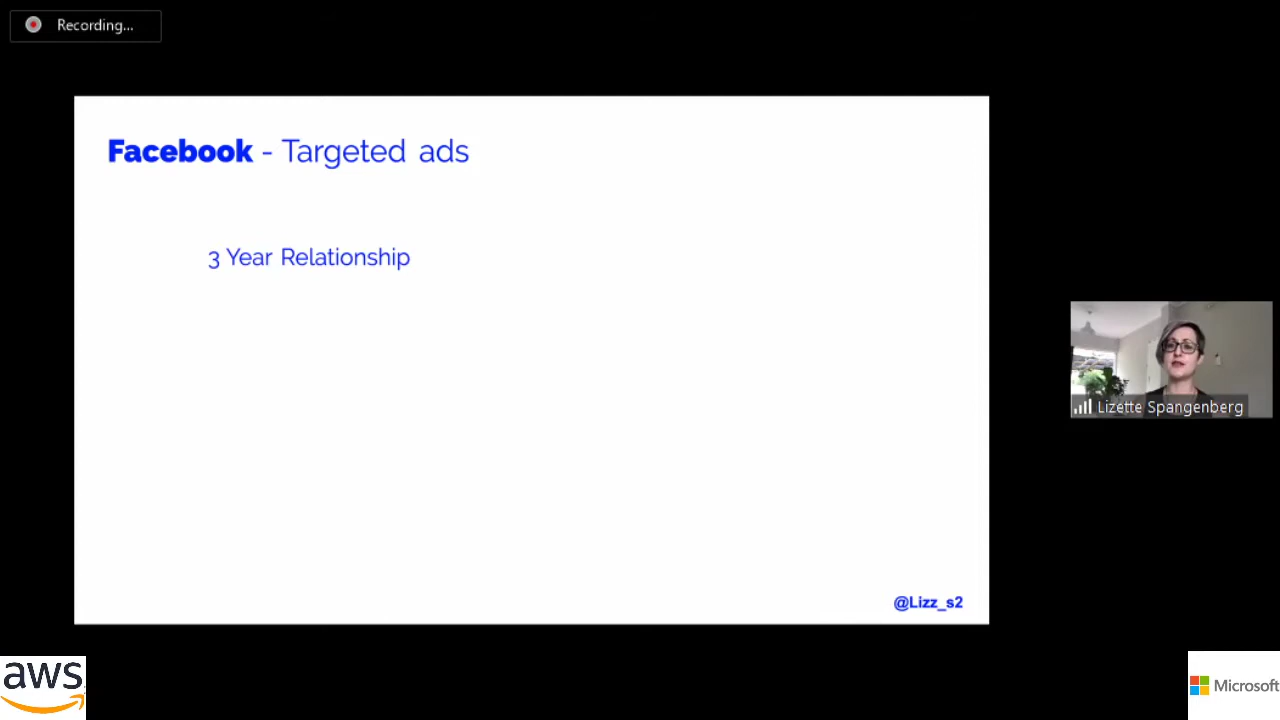 Recording...
Facebook - Targeted ads
3 Year Relationship
Lizette Spangenberg
@Lizz_s2
aws
Microsoft